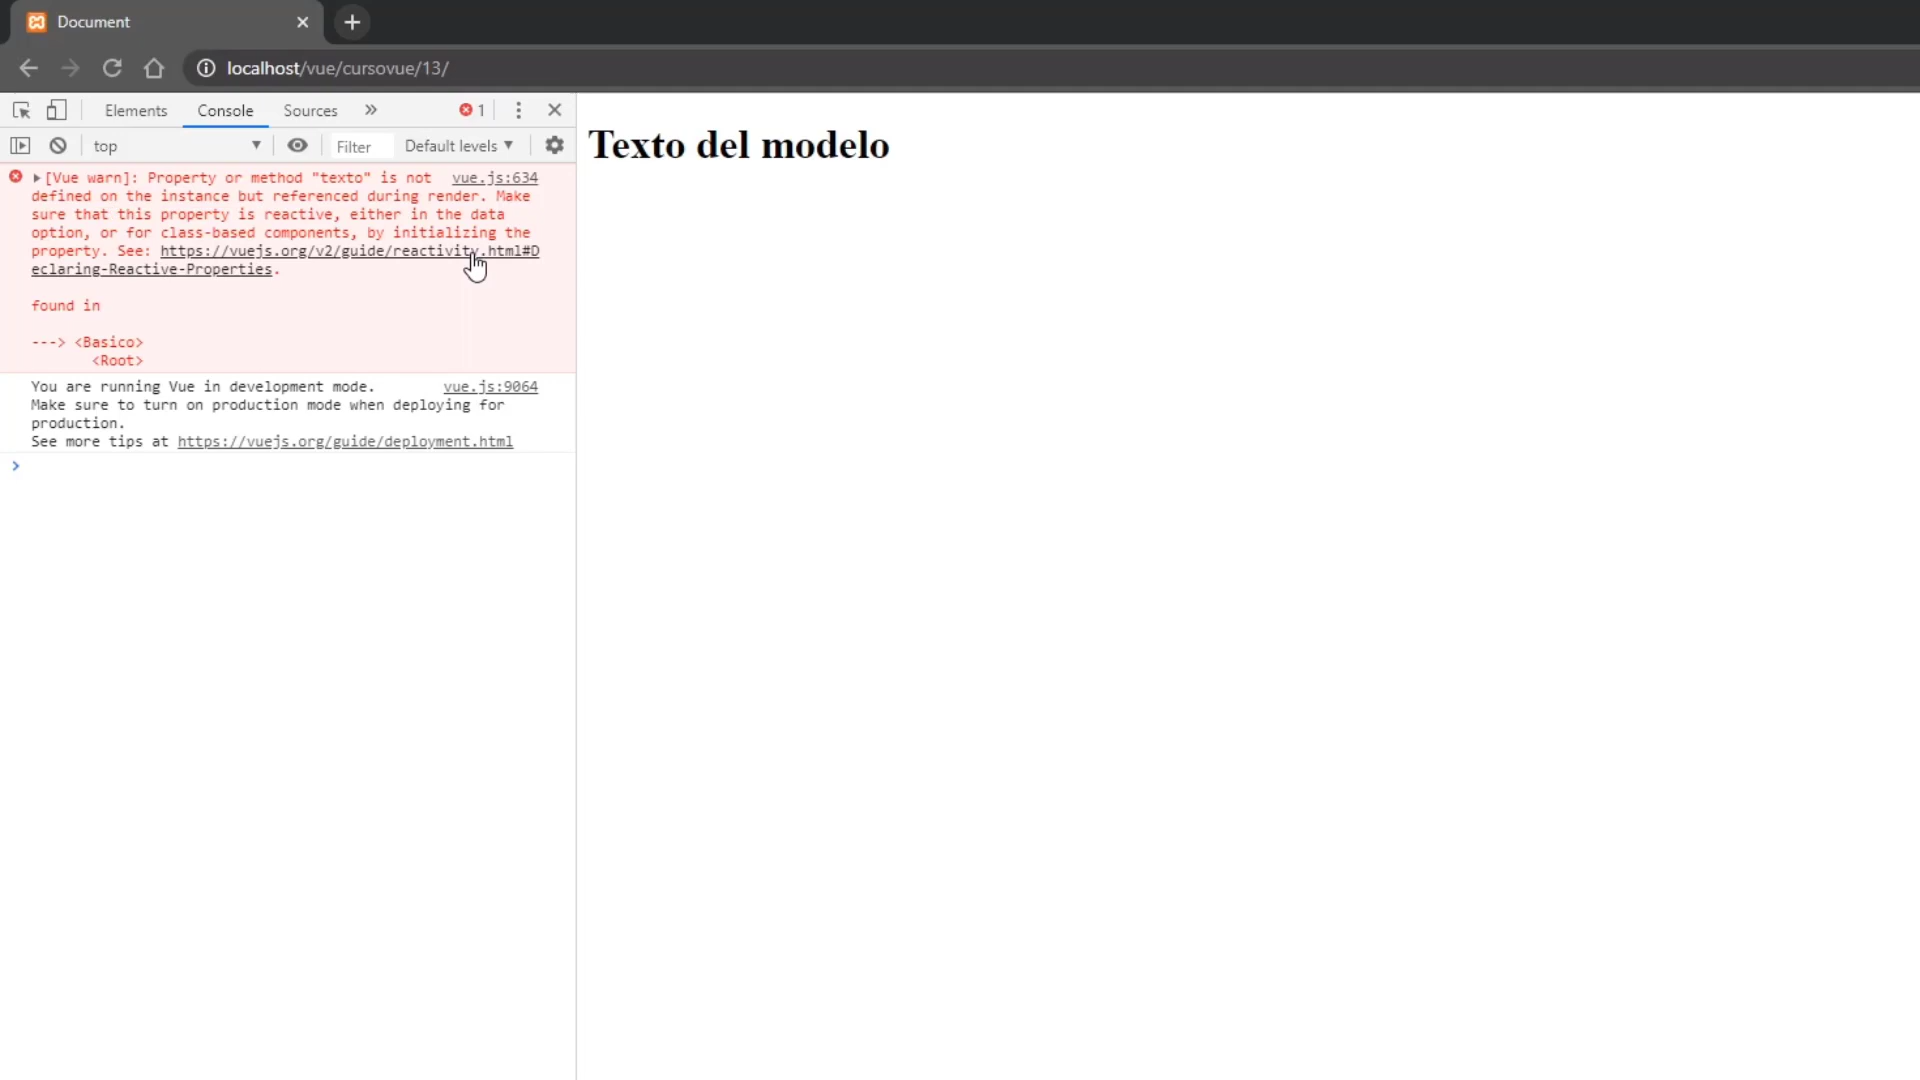 Document
localhost/vue/cursovue/13/
Elements Console Sources 1
top Filter Default levels
[Vue warn]: Property or method "texto" is not vue.js:634
defined on the instance but referenced during render. Make
sure that this property is reactive, either in the data
option, or for class-based components, by initializing the
property. See: https://vuejs.org/v2/guide/reactivity.html#D
eclaring-Reactive-Properties.
found in
---> <Basico>
<Root>
You are running Vue in development mode. vue.js:9064
Make sure to turn on production mode when deploying for
production.
See more tips at https://vuejs.org/guide/deployment.html
Texto del modelo